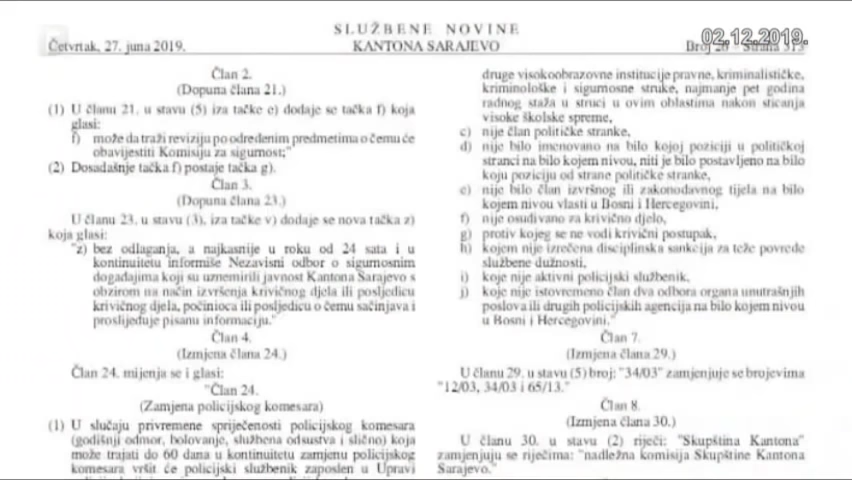 SLUŽBENE NOVINE
KANTONA SARAJEVO
Četvrtak, 27. juna 2019.
02.12.2019.
Član 2.
(Dopuna člana 21.)
(1) U članu 21. u stavu (5) iza tačke e) dodaje se tačka f) koja
glasi:
f) može da traži reviziju po određenim predmetima o čemu će
obavijestiti Komisiju za sigurnost;"
(2) Dosadašnje tačka f) postaje tačka g).
Član 3.
(Dopuna člana 23.)
U članu 23. u stavu (3), iza tačke v) dodaje se nova tačka z)
koja glasi:
"z) bez odlaganja, a najkasnije u roku od 24 sata i u
kontinuitetu informiše Nezavisni odbor o sigurnosnim
događajima koji su uznemirili javnost Kantona Sarajevo s
obzirom na način izvršenja krivičnog djela ili posljedicu
krivičnog djela, počinioca ili posljedicu o čemu sačinjava i
prosljeđuje pisanu informaciju."
Član 4.
(Izmjena člana 24.)
Član 24. mijenja se i glasi:
"Član 24.
(Zamjena policijskog komesara)
(1) U slučaju privremene spriječenosti policijskog komesara
(godišnji odmor, bolovanje, službena odsustva i slično) koja
može trajati do 60 dana u kontinuitetu zamjenu policijskog
komesara vršit će policijski službenik zaposlen u Upravi
druge visokoobrazovne institucije pravne, kriminalističke,
kriminološke i sigurnosne struke, najmanje pet godina
radnog staža u struci u ovim oblastima nakon sticanja
visoke školske spreme,
c) nije član političke stranke,
d) nije bilo imenovano na bilo kojoj poziciji u političkoj
stranci na bilo kojem nivou, niti je bilo postavljeno na bilo
koju poziciju od strane političke stranke,
e) nije bilo član izvršnog ili zakonodavnog tijela na bilo
kojem nivou vlasti u Bosni i Hercegovini,
f) nije osuđivano za krivično djelo,
g) protiv kojeg se ne vodi krivični postupak,
h) kojem nije izrečena disciplinska sankcija za teže povrede
službene dužnosti,
i) koje nije aktivni policijski službenik,
j) koje nije istovremeno član dva odbora organa unutrašnjih
poslova ili drugih policijskih agencija na bilo kojem nivou
u Bosni i Hercegovini."
Član 7.
(Izmjena člana 29.)
U članu 29. u stavu (5) broj: "34/03" zamjenjuje se brojevima
"12/03, 34/03 i 65/13."
Član 8.
(Izmjena člana 30.)
U članu 30. u stavu (2) riječi: "Skupština Kantona"
zamjenjuju se riječima: "nadležna komisija Skupštine Kantona
Sarajevo."